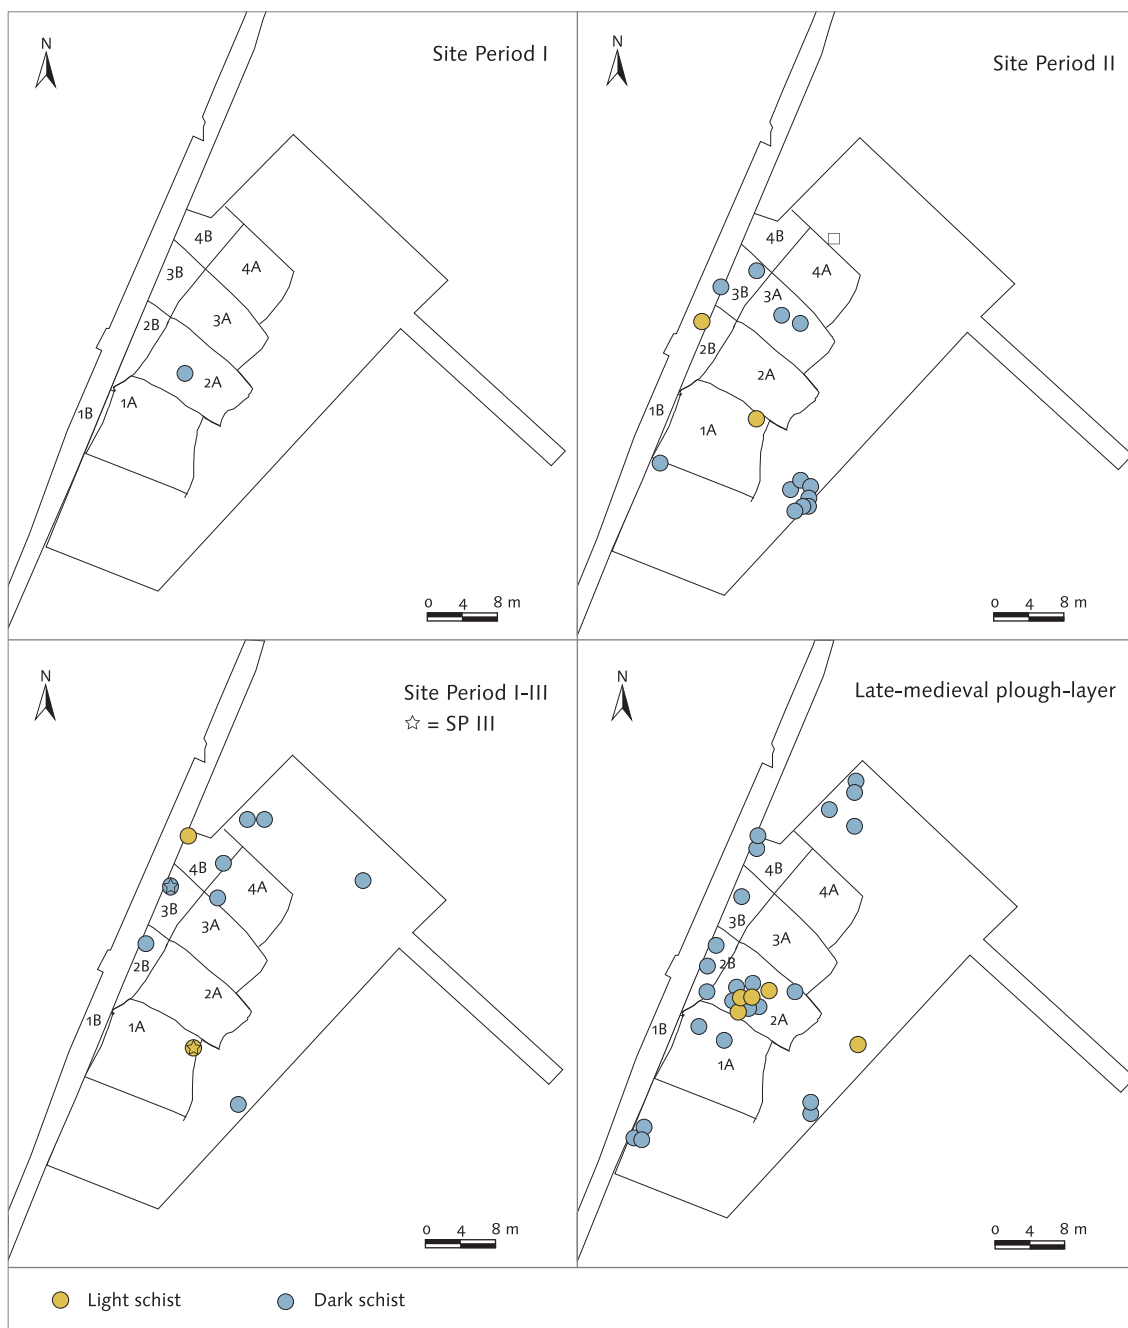 N
Site Period I
4B
4A
3B
3A
2B
2A
1A
1B
0 4 8 m
N
Site Period II
4B
4A
3B
3A
2B
2A
1B
1A
0 4 8 m
N
Site Period I-III
☆ = SP III
4B
4A
3B
3A
2B
2A
1B
1A
0 4 8 m
N
Late-medieval plough-layer
4B
4A
3B
3A
2B
2A
1B
1A
0 4 8 m
Light schist
Dark schist